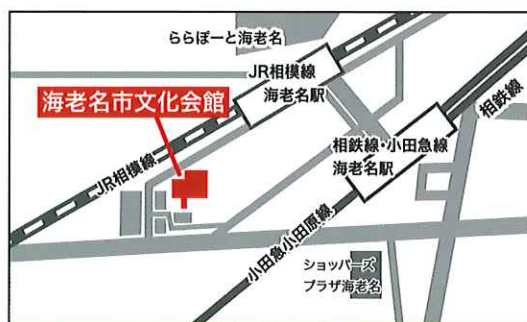 ららぽーと海老名
JR相模線
海老名駅
海老名市文化会館
相鉄線・小田急線
海老名駅
相鉄線
JR相模線
小田急小田原線
ショッパーズ
プラザ海老名